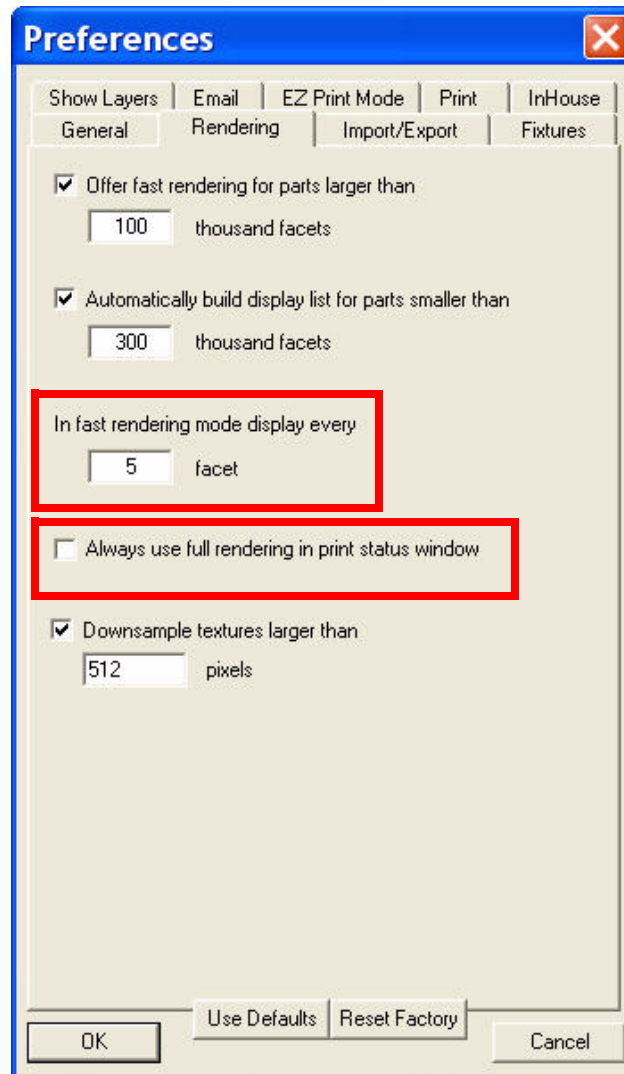 Preferences
Show Layers Email EZ Print Mode Print InHouse
General Rendering Import/Export Fixtures
Offer fast rendering for parts larger than
100 thousand facets
Automatically build display list for parts smaller than
300 thousand facets
In fast rendering mode display every
5 facet
Always use full rendering in print status window
Downsample textures larger than
512 pixels
Use Defaults Reset Factory
OK Cancel